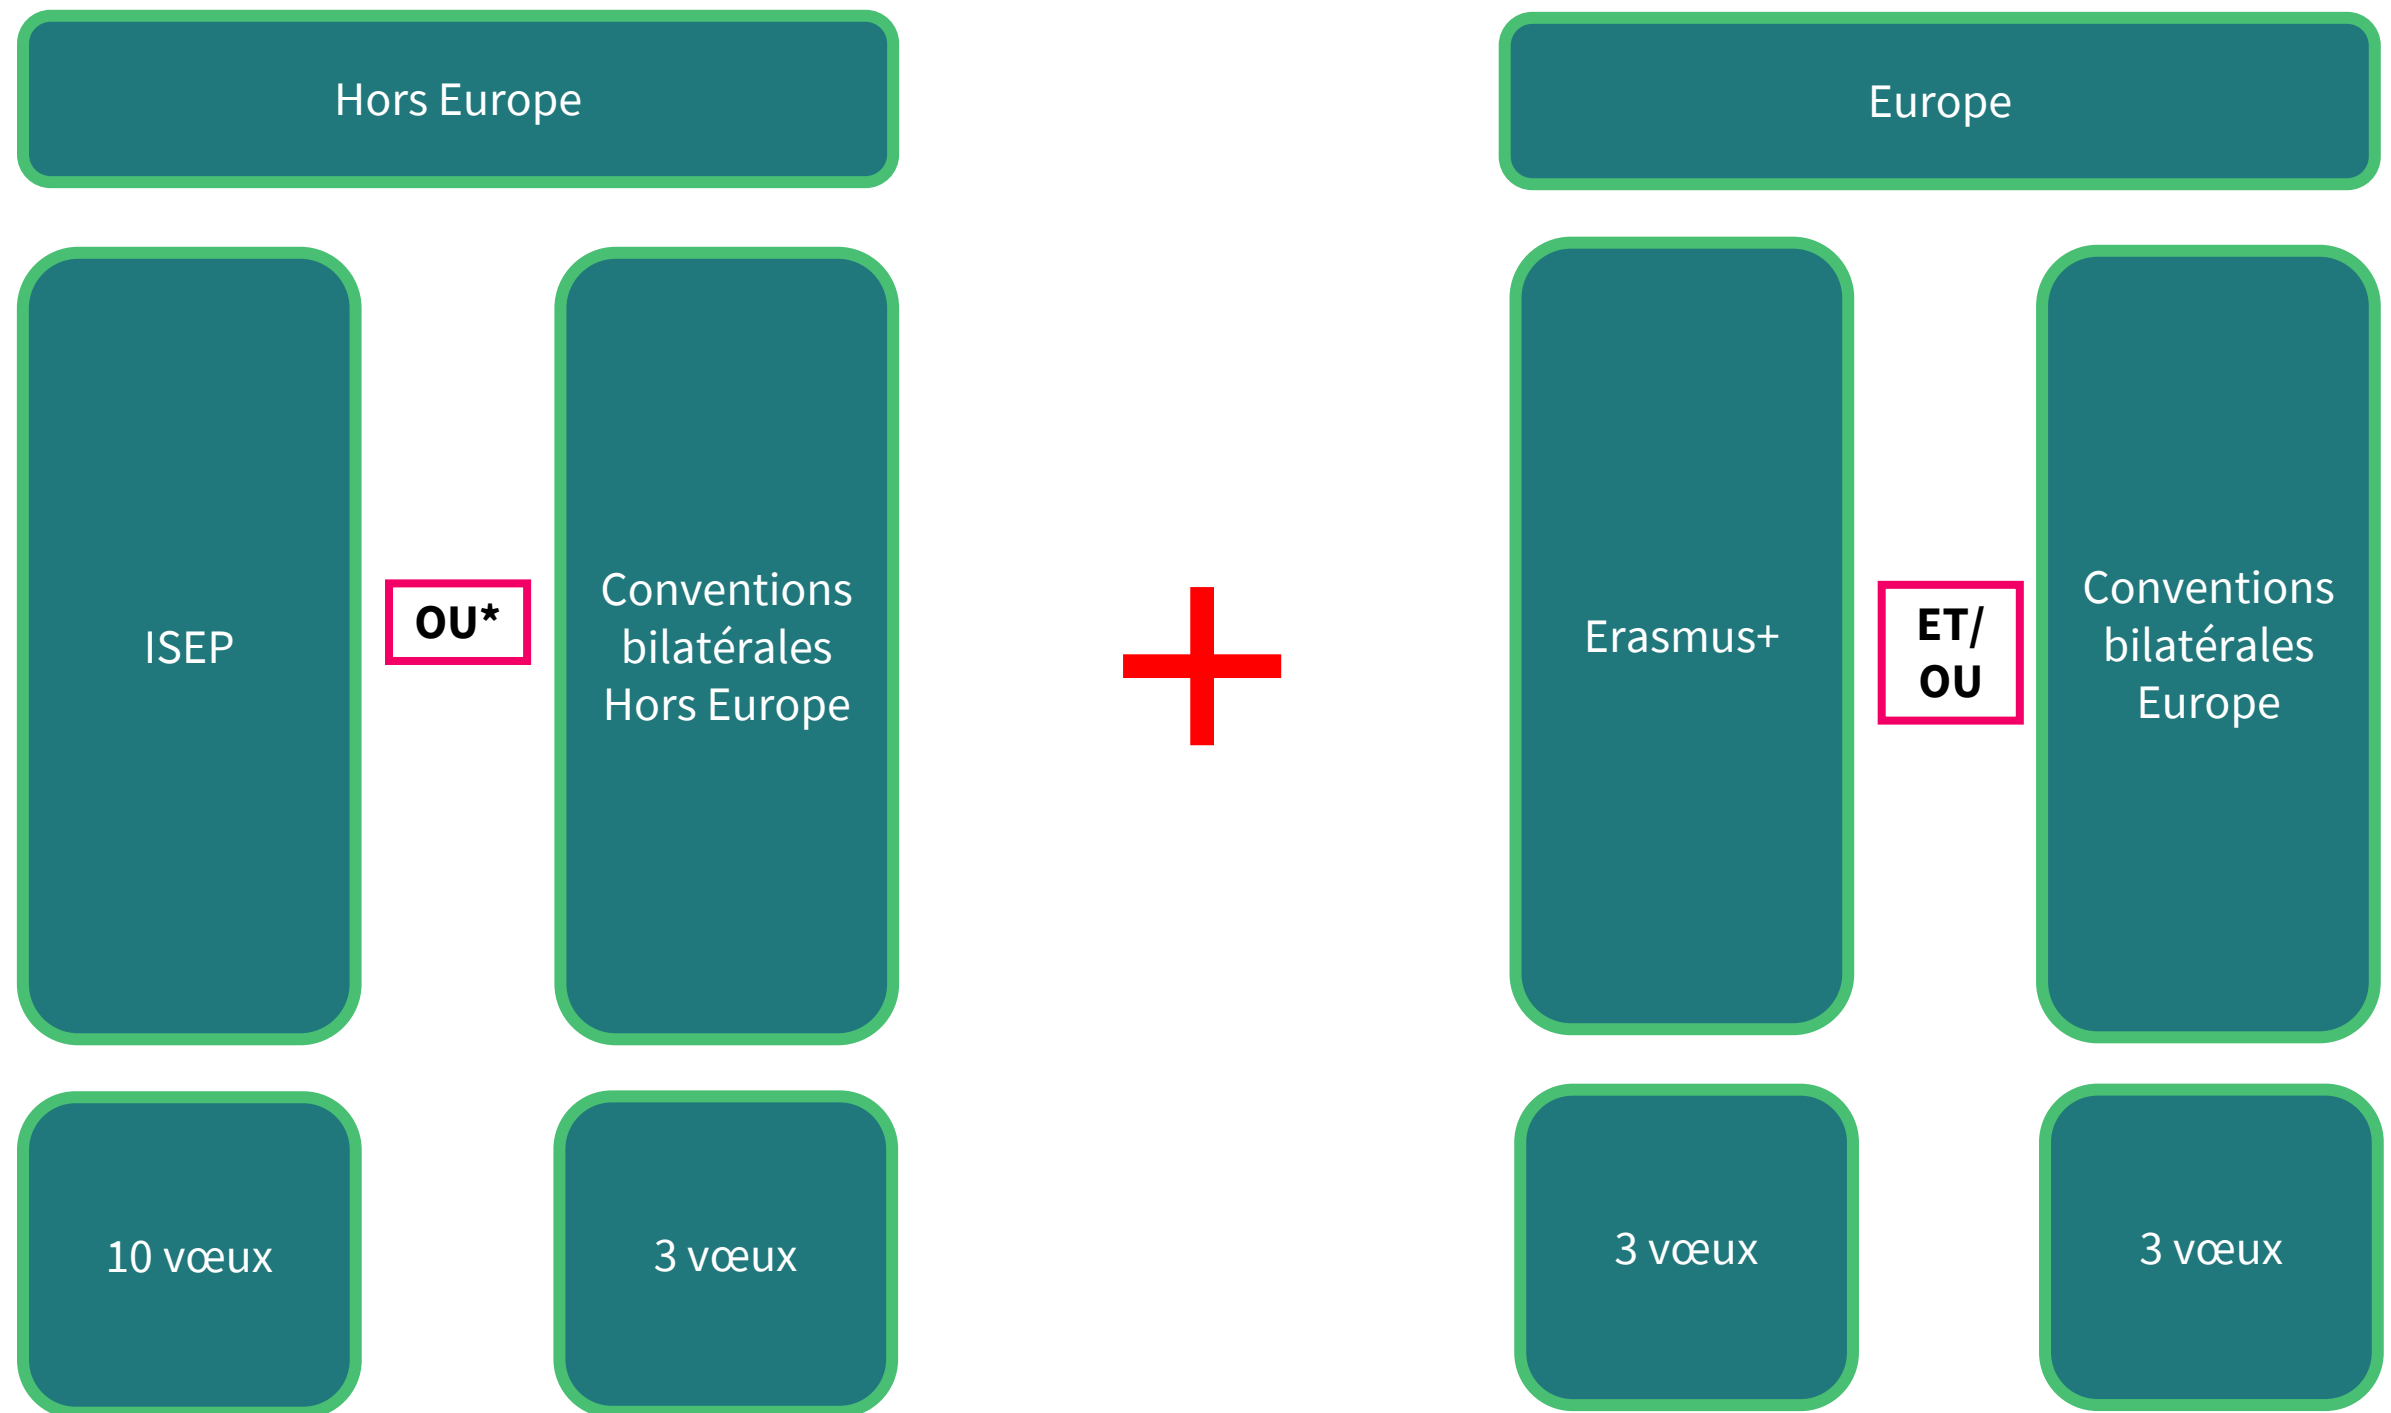 Hors Europe
Europe
ISEP
OU*
Conventions
bilatérales
Hors Europe
Erasmus+
ET/
OU
Conventions
bilatérales
Europe
10 vœux
3 vœux
3 vœux
3 vœux